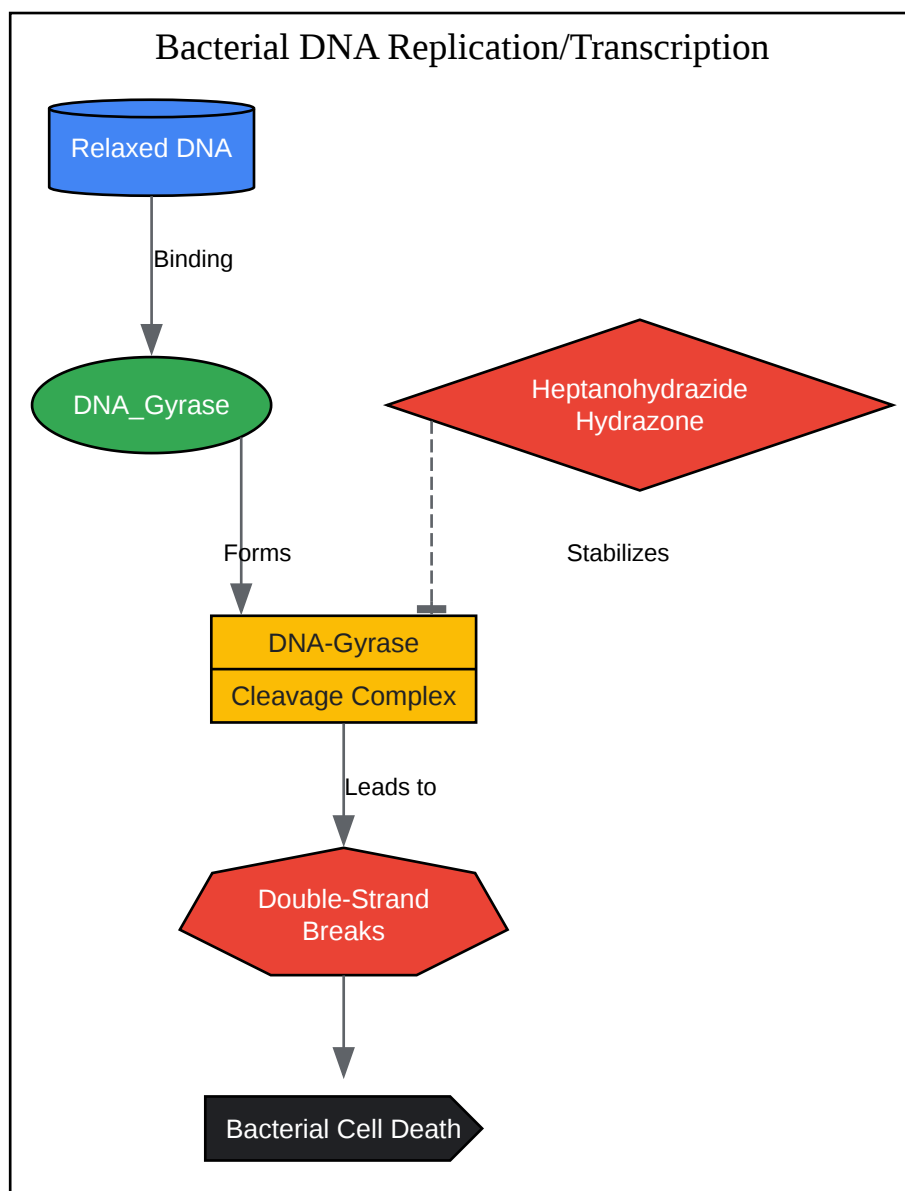 Bacterial DNA Replication/Transcription
Relaxed DNA
Binding
DNA_Gyrase
Heptanohydrazide
Hydrazone
Forms
Stabilizes
DNA-Gyrase
Cleavage Complex
Leads to
Double-Strand
Breaks
Bacterial Cell Death